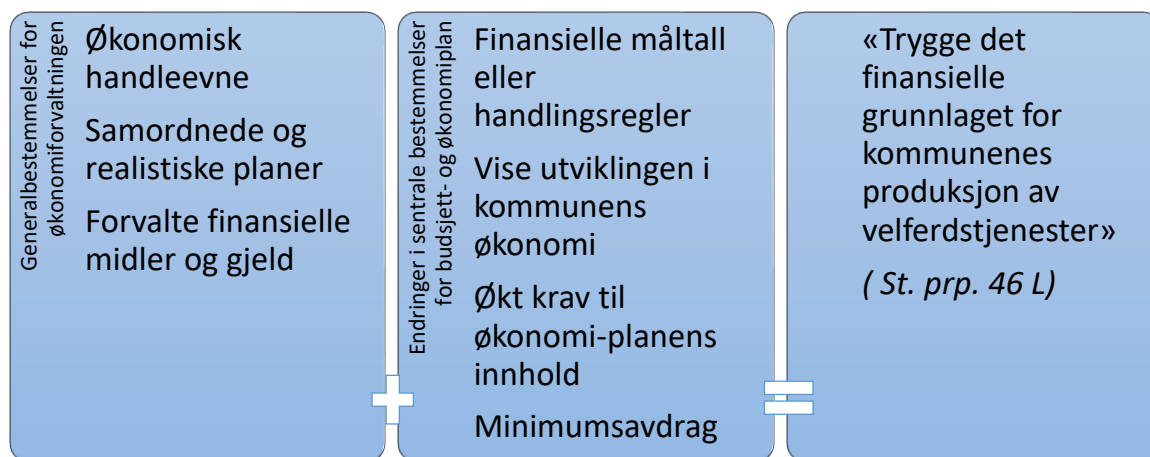 Generalbestemmelser for
økonomiforvaltningen
Økonomisk
handleevne
Samordnede og
realistiske planer
Forvalte finansielle
midler og gjeld
Endringer i sentrale bestemmelser
for budsjett- og økonomiplan
Finansielle måltall
eller
handlingsregler
Vise utviklingen i
kommunens
økonomi
Økt krav til
økonomi-planens
innhold
Minimumsavdrag
«Trygge det
finansielle
grunnlaget for
kommunenes
produksjon av
velferdstjenester»
( St. prp. 46 L)